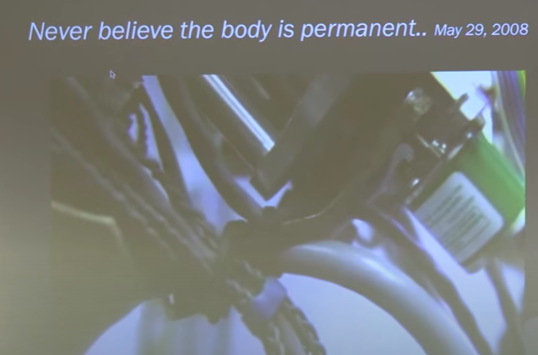 Never believe the body is permanent.. May 29, 2008